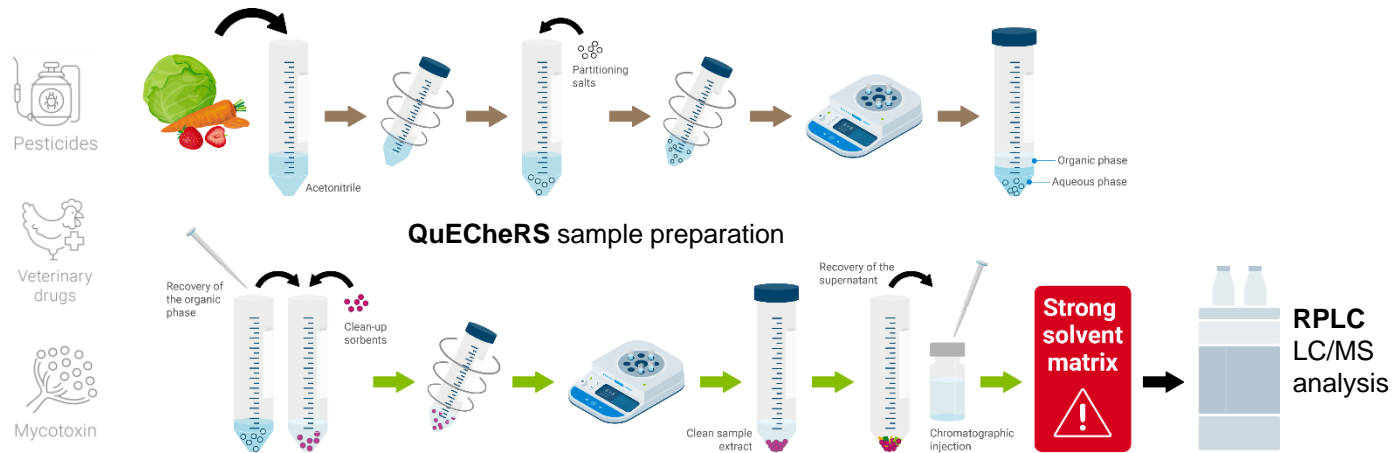 Pesticides
Acetonitrile
Partitioning
salts
Organic phase
Aqueous phase
QuEChERS sample preparation
Veterinary
drugs
Recovery of
the organic
phase
Clean-up
sorbents
Clean sample
extract
Recovery of the
supernatant
Chromatographic
injection
Strong
solvent
matrix
RPLC
LC/MS
analysis
Mycotoxin